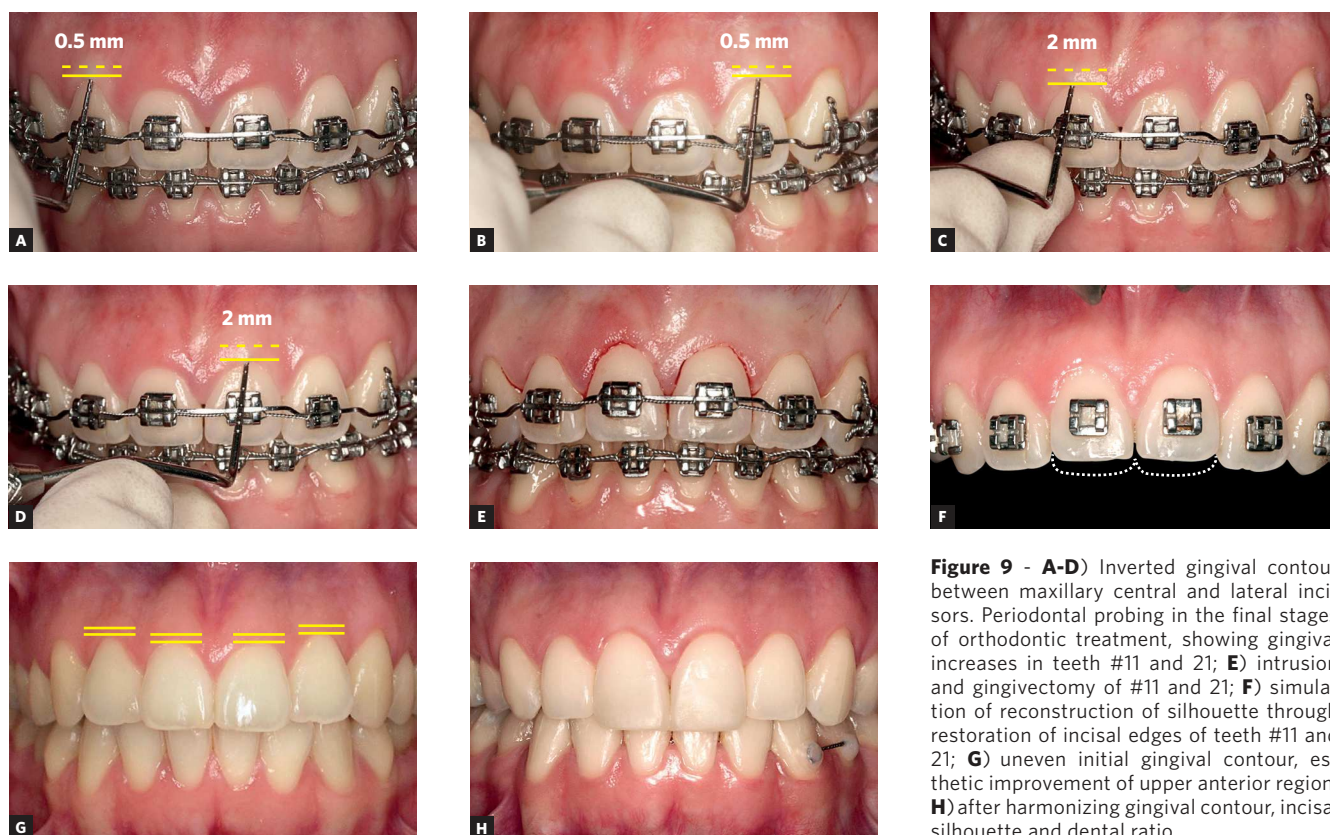 0.5 mm
0.5 mm
2 mm
A
B
C
2 mm
D
E
F
G
H
Figure 9 - A-D) Inverted gingival contou
between maxillary central and lateral inci
sors. Periodontal probing in the final stage
of orthodontic treatment, showing gingiva
increases in teeth #11 and 21; E) intrusion
and gingivectomy of #11 and 21; F) simula
tion of reconstruction of silhouette through
restoration of incisal edges of teeth #11 and
21; G) uneven initial gingival contour, es
thetic improvement of upper anterior region
H) after harmonizing gingival contour, incisa
silhouette and dental ratio